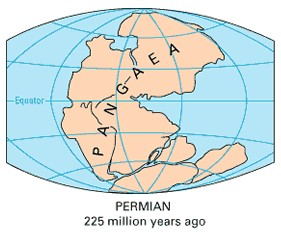 PANGAEA
Equator
PERMIAN
225 million years ago